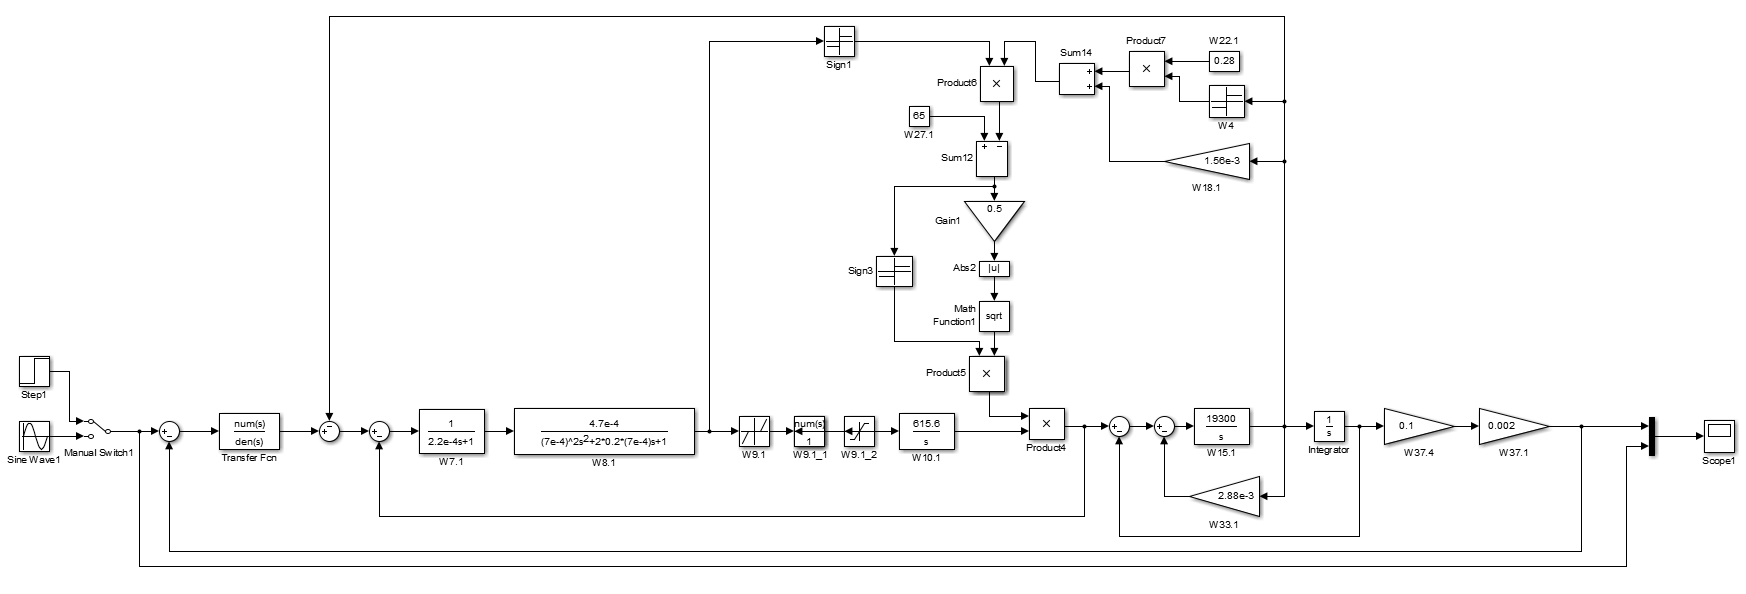 Sign1
Product6
×
Sum14
+
+
Product7
×
W22.1
0.28
W4
65
W27.1
+ −
Sum12
1.56e-3
W18.1
0.5
Gain1
Sign3
Abs2
|u|
Math
Function1
sqrt
Product5
×
Step1
Sine Wave1
Manual Switch1
+
−
num(s)
den(s)
Transfer Fcn
−
+
+
−
1
2.2e-4s+1
W7.1
4.7e-4
(7e-4)^2s2+2*0.2*(7e-4)s+1
W8.1
W9.1
num(s)
1
W9.1_1
W9.1_2
615.6
s
W10.1
×
Product4
+
−
+
−
19300
s
W15.1
1
s
Integrator
0.1
W37.4
0.002
W37.1
Scope1
2.88e-3
W33.1